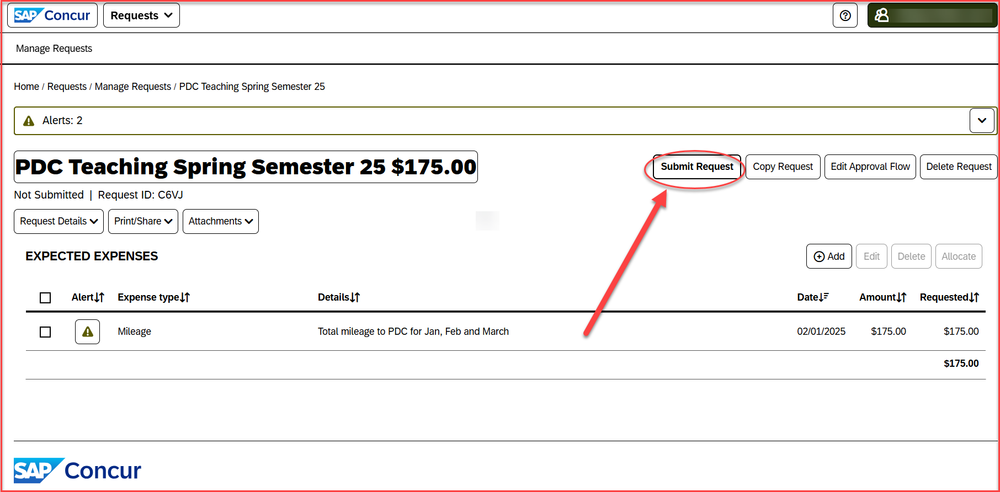 SAP Concur Requests
Manage Requests
Home / Requests / Manage Requests / PDC Teaching Spring Semester 25
Alerts: 2
PDC Teaching Spring Semester 25 $175.00
Submit Request Copy Request Edit Approval Flow Delete Request
Not Submitted | Request ID: C6VJ
Request Details Print/Share Attachments
EXPECTED EXPENSES
Add Edit Delete Allocate
Alert Expense type Details Date Amount Requested
Mileage Total mileage to PDC for Jan, Feb and March 02/01/2025 $175.00 $175.00
$175.00
SAP Concur